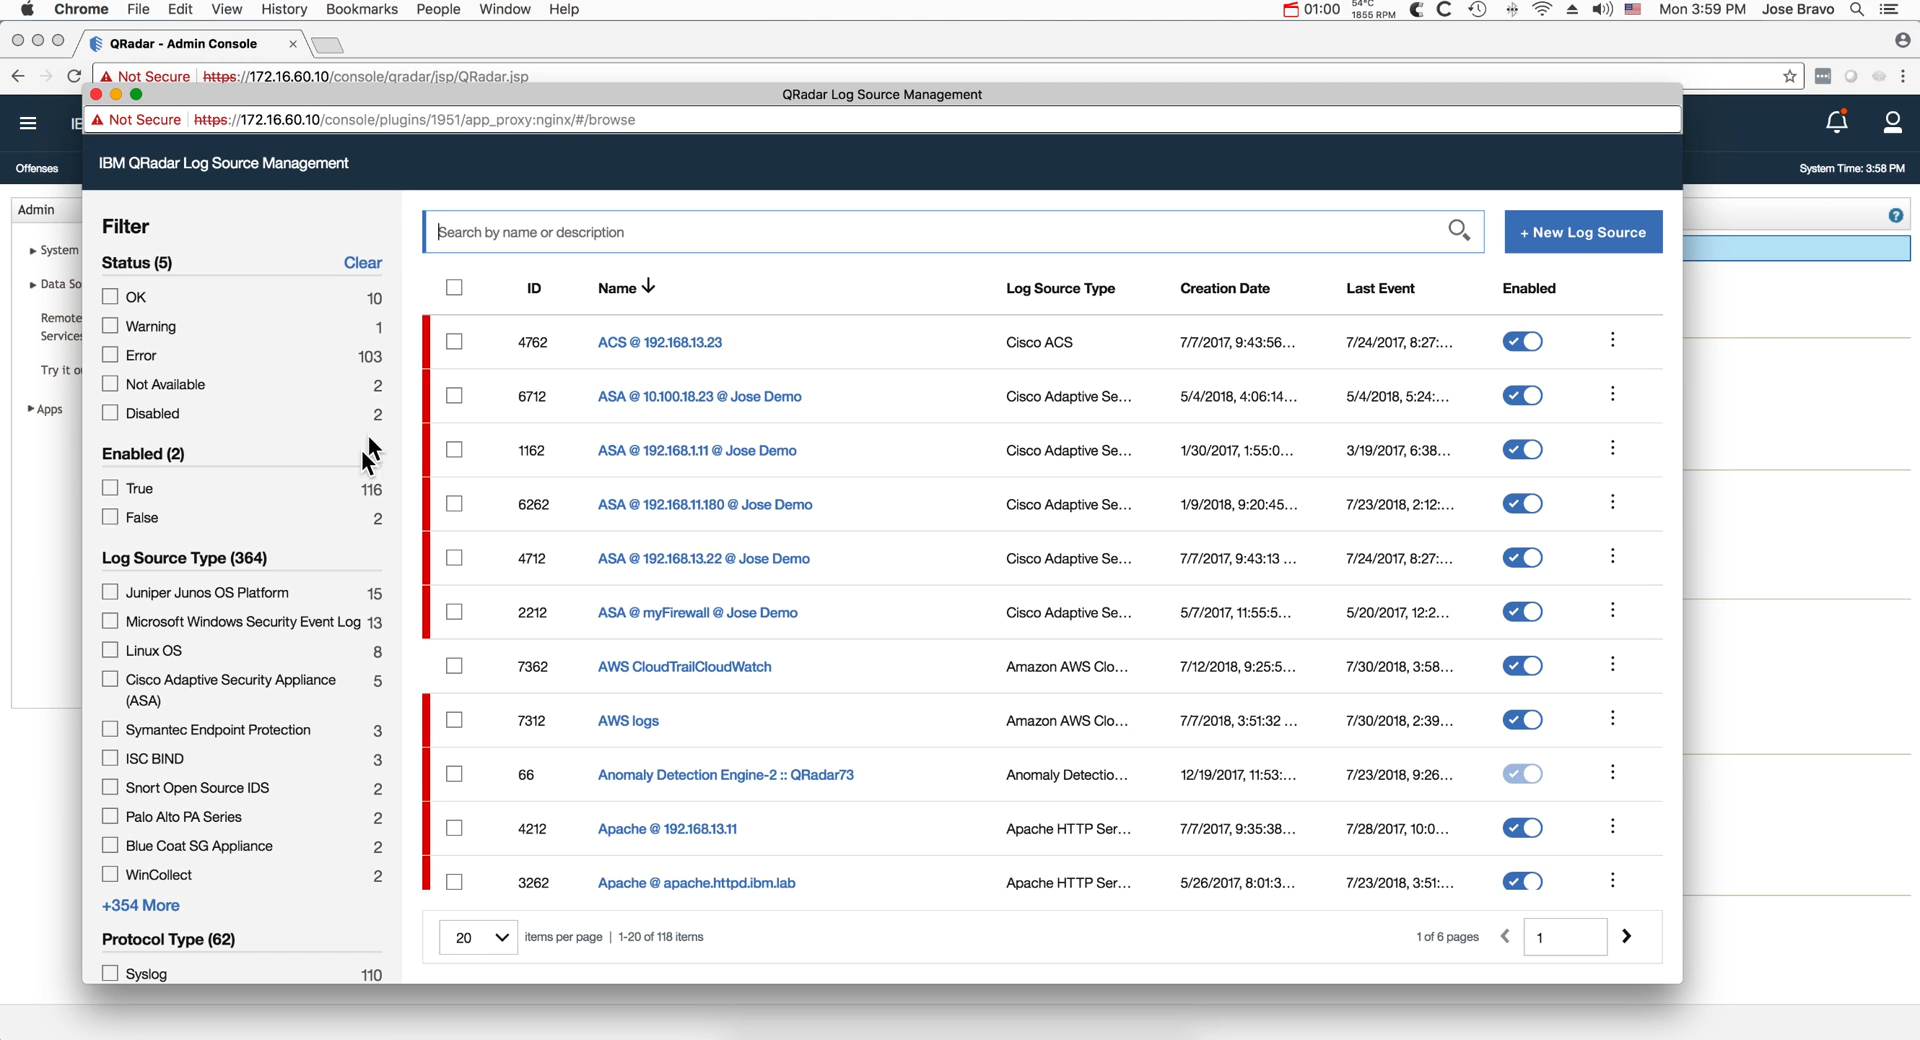 Chrome File Edit View History Bookmarks People Window Help 01:00 54°C 1855 RPM Mon 3:59 PM Jose Bravo
QRadar - Admin Console
Not Secure https://172.16.60.10/console/qradar/jsp/QRadar.jsp
QRadar Log Source Management
Not Secure https://172.16.60.10/console/plugins/1951/app_proxy:nginx/#/browse
IBM QRadar Log Source Management
Offenses
System Time: 3:58 PM
Admin
System
Data So
Remote
Services
Try it o
Apps
Filter
Status (5) Clear
OK 10
Warning 1
Error 103
Not Available 2
Disabled 2
Enabled (2)
True 116
False 2
Log Source Type (364)
Juniper Junos OS Platform 15
Microsoft Windows Security Event Log 13
Linux OS 8
Cisco Adaptive Security Appliance 5
(ASA)
Symantec Endpoint Protection 3
ISC BIND 3
Snort Open Source IDS 2
Palo Alto PA Series 2
Blue Coat SG Appliance 2
WinCollect 2
+354 More
Protocol Type (62)
Syslog 110
Search by name or description
+ New Log Source
ID Name Log Source Type Creation Date Last Event Enabled
4762 ACS @ 192.168.13.23 Cisco ACS 7/7/2017, 9:43:56... 7/24/2017, 8:27:...
6712 ASA @ 10.100.18.23 @ Jose Demo Cisco Adaptive Se... 5/4/2018, 4:06:14... 5/4/2018, 5:24:...
1162 ASA @ 192.168.1.11 @ Jose Demo Cisco Adaptive Se... 1/30/2017, 1:55:0... 3/19/2017, 6:38...
6262 ASA @ 192.168.11.180 @ Jose Demo Cisco Adaptive Se... 1/9/2018, 9:20:45... 7/23/2018, 2:12:...
4712 ASA @ 192.168.13.22 @ Jose Demo Cisco Adaptive Se... 7/7/2017, 9:43:13 ... 7/24/2017, 8:27:...
2212 ASA @ myFirewall @ Jose Demo Cisco Adaptive Se... 5/7/2017, 11:55:5... 5/20/2017, 12:2...
7362 AWS CloudTrailCloudWatch Amazon AWS Clo... 7/12/2018, 9:25:5... 7/30/2018, 3:58...
7312 AWS logs Amazon AWS Clo... 7/7/2018, 3:51:32 ... 7/30/2018, 2:39...
66 Anomaly Detection Engine-2 :: QRadar73 Anomaly Detectio... 12/19/2017, 11:53:... 7/23/2018, 9:26...
4212 Apache @ 192.168.13.11 Apache HTTP Ser... 7/7/2017, 9:35:38... 7/28/2017, 10:0...
3262 Apache @ apache.httpd.ibm.lab Apache HTTP Ser... 5/26/2017, 8:01:3... 7/23/2018, 3:51:...
20 items per page | 1-20 of 118 items 1 of 6 pages 1